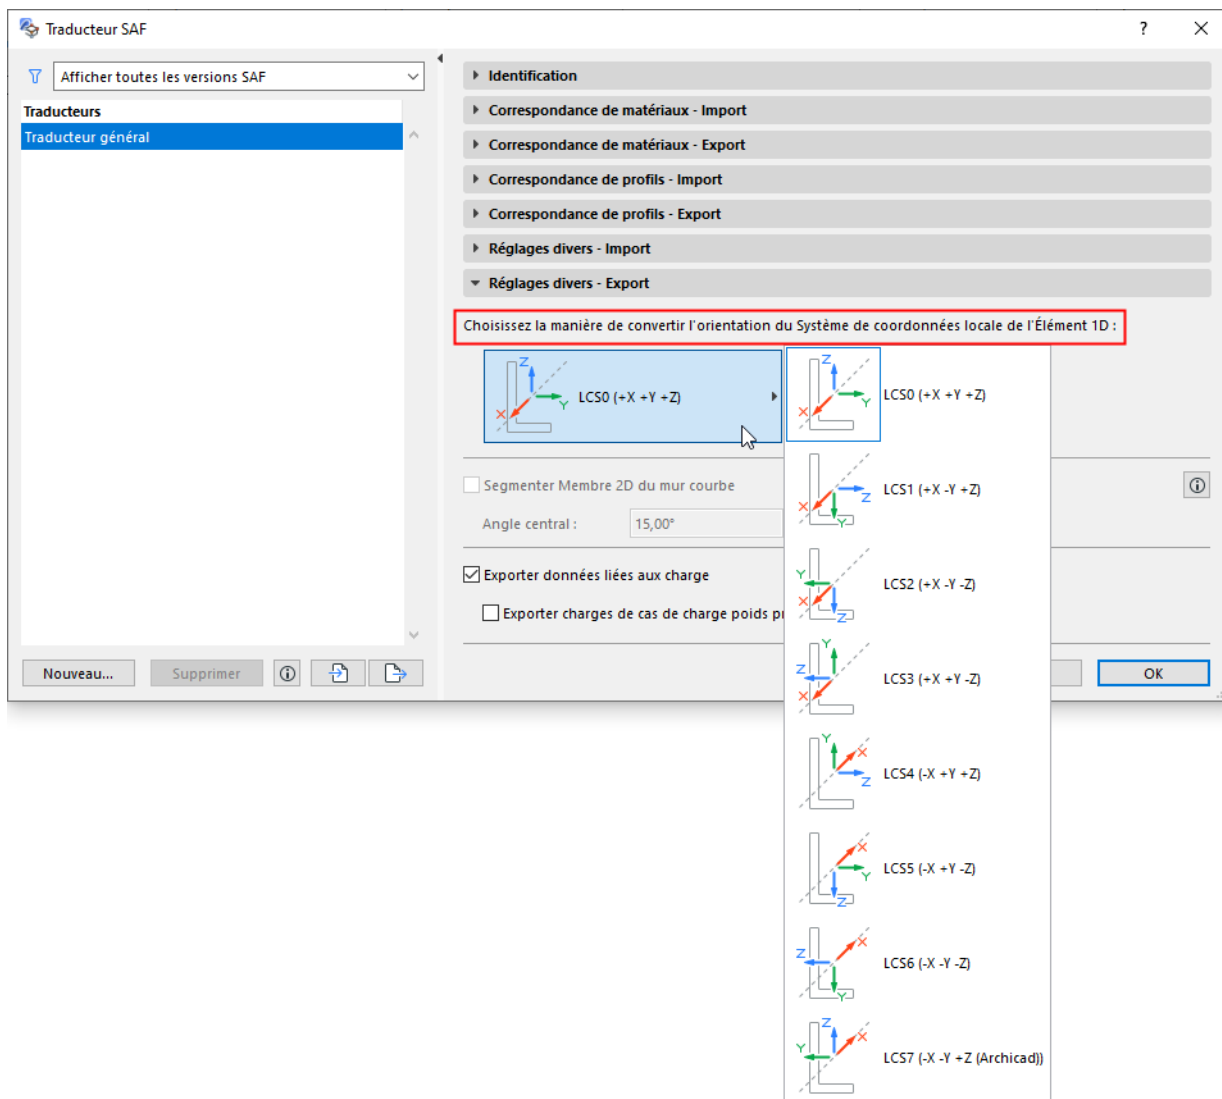 Traducteur SAF
?
Afficher toutes les versions SAF
Traducteurs
Traducteur général
Nouveau...
Supprimer
Identification
Correspondance de matériaux - Import
Correspondance de matériaux - Export
Correspondance de profils - Import
Correspondance de profils - Export
Réglages divers - Import
Réglages divers - Export
Choisissez la manière de convertir l'orientation du Système de coordonnées locale de l'Élément 1D :
Z Y X LCS0 (+X +Y +Z)
Segmenter Membre 2D du mur courbe
Angle central : 15,00°
Exporter données liées aux charge
Exporter charges de cas de charge poids
OK
Z Y X LCS0 (+X +Y +Z)
X Z Y LCS1 (+X -Y +Z)
Y X Z LCS2 (+X -Y -Z)
Y Z X LCS3 (+X +Y -Z)
Y X Z LCS4 (-X +Y +Z)
X Y Z LCS5 (-X +Y -Z)
X Z Y LCS6 (-X -Y -Z)
Z X Y LCS7 (-X -Y +Z (Archicad))